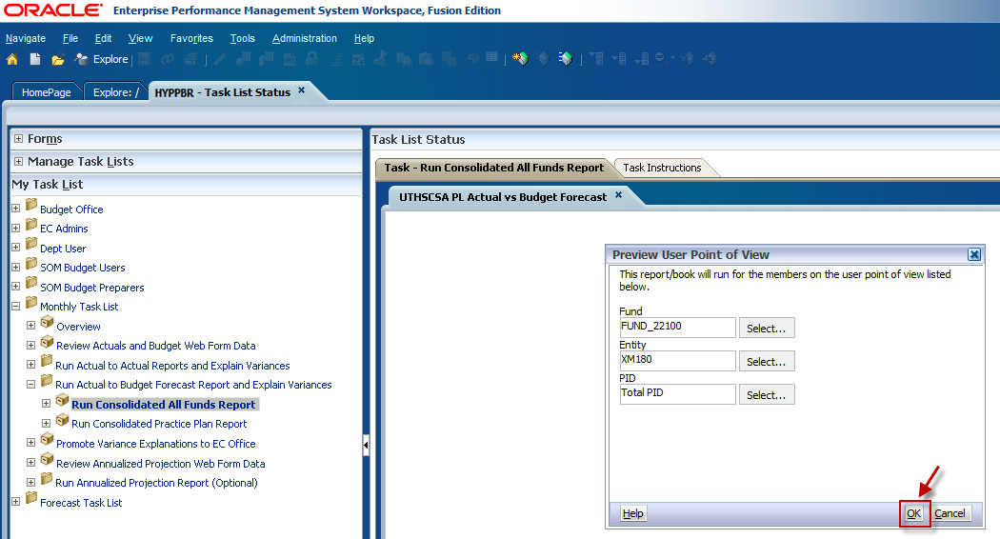 ORACLE® Enterprise Performance Management System Workspace, Fusion Edition
Navigate File Edit View Favorites Tools Administration Help
Explore
HomePage Explore: / HYPPBR - Task List Status
Forms
Manage Task Lists
My Task List
Budget Office
EC Admins
Dept User
SOM Budget Users
SOM Budget Preparers
Monthly Task List
Overview
Review Actuals and Budget Web Form Data
Run Actual to Actual Reports and Explain Variances
Run Actual to Budget Forecast Report and Explain Variances
Run Consolidated All Funds Report
Run Consolidated Practice Plan Report
Promote Variance Explanations to EC Office
Review Annualized Projection Web Form Data
Run Annualized Projection Report (Optional)
Forecast Task List
Task List Status
Task - Run Consolidated All Funds Report Task Instructions
UTHSCSA PL Actual vs Budget Forecast
Preview User Point of View
This report/book will run for the members on the user point of view listed
below.
Fund
FUND_22100 Select...
Entity
XM180 Select...
PID
Total PID Select...
Help OK Cancel